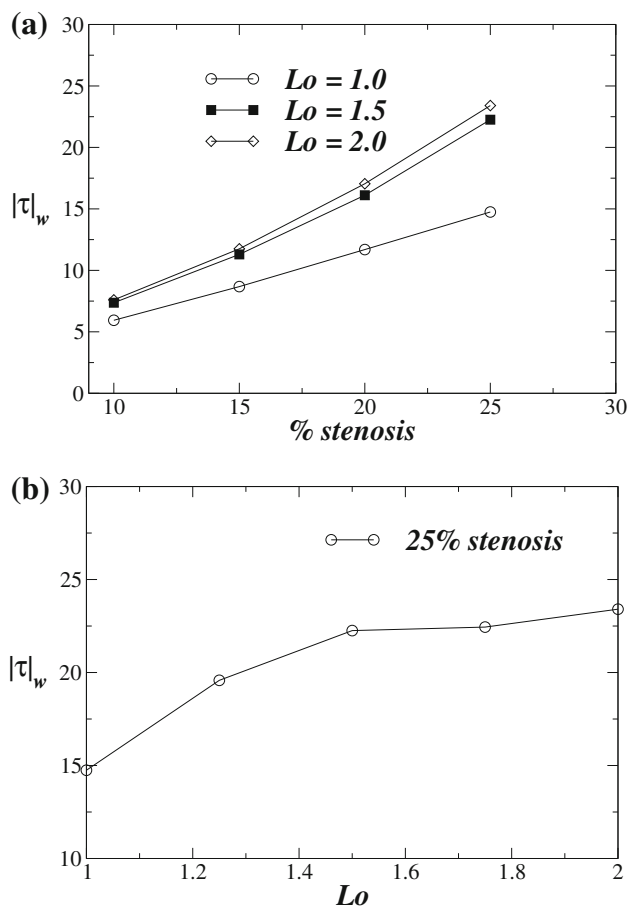 (a)
30
25
20
15
10
5
0
|τ|w
Lo = 1.0
Lo = 1.5
Lo = 2.0
10 15 20 25 30
% stenosis
(b)
30
25
20
15
10
|τ|w
25% stenosis
1 1.2 1.4 1.6 1.8 2
Lo